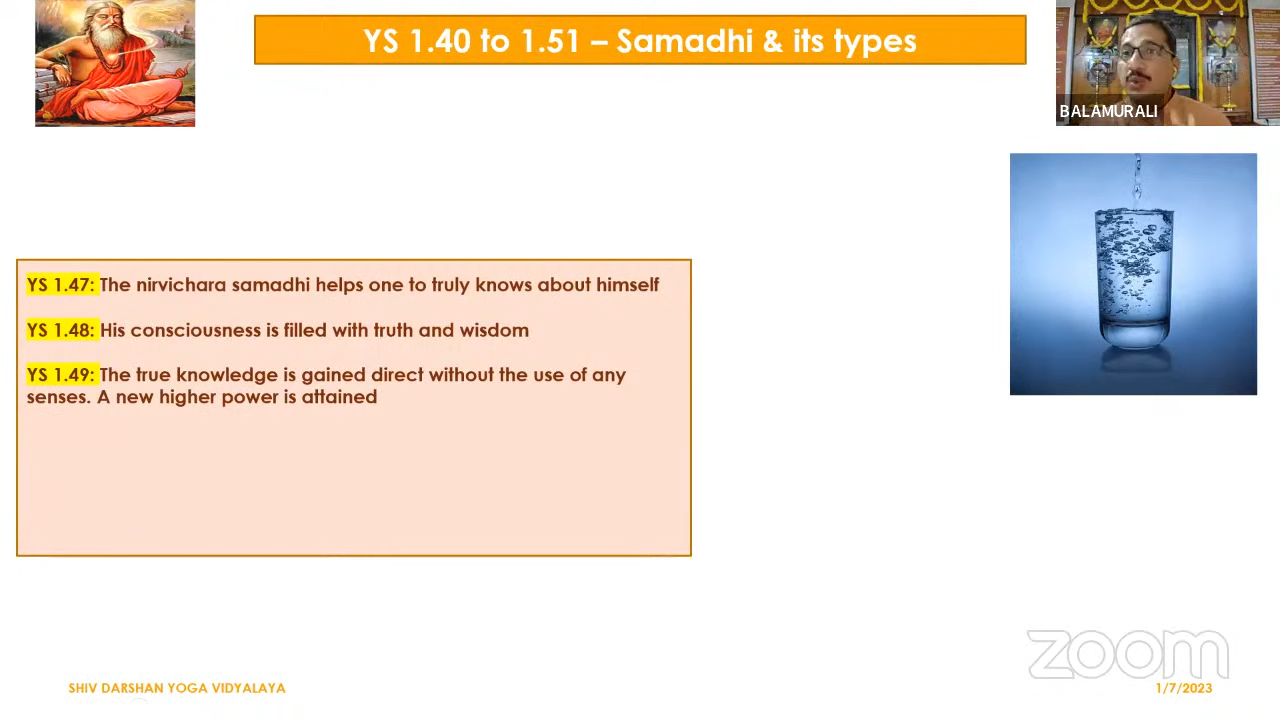 YS 1.40 to 1.51 – Samadhi & its types
BALAMURALI
YS 1.47: The nirvichara samadhi helps one to truly knows about himself
YS 1.48: His consciousness is filled with truth and wisdom
YS 1.49: The true knowledge is gained direct without the use of any
senses. A new higher power is attained
zoom
SHIV DARSHAN YOGA VIDYALAYA
1/7/2023